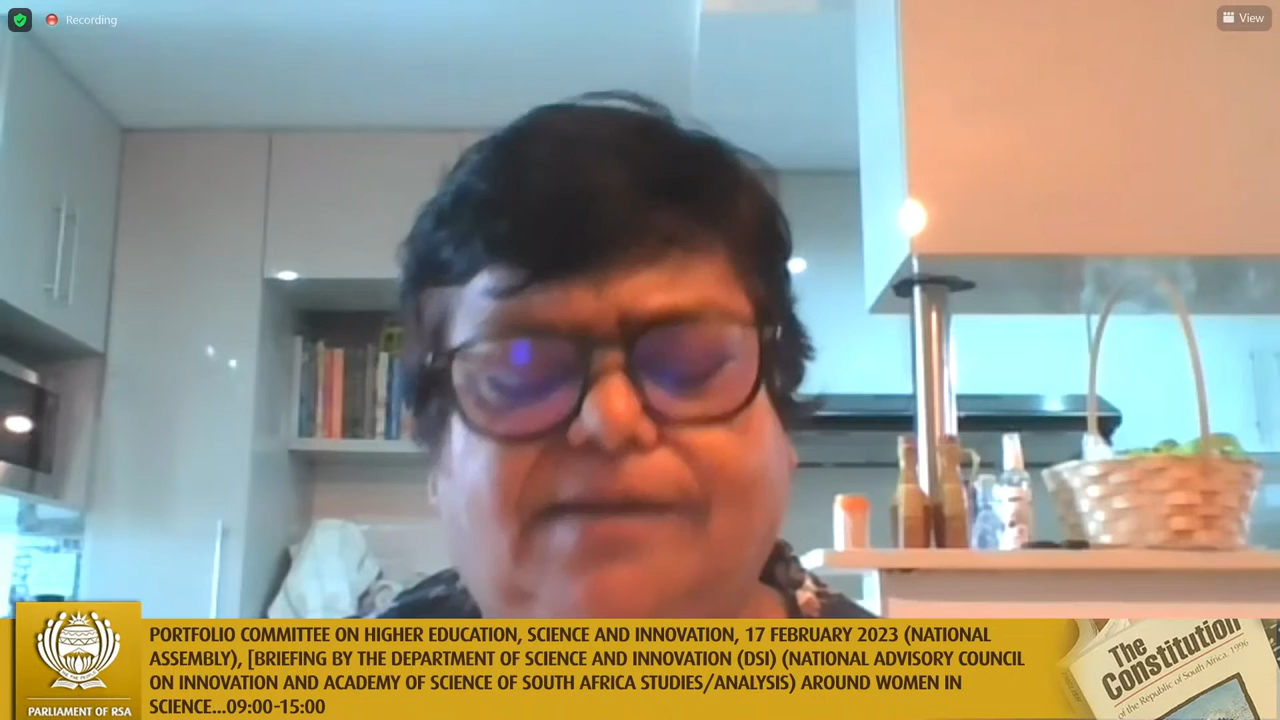 Recording
View
PORTFOLIO COMMITTEE ON HIGHER EDUCATION, SCIENCE AND INNOVATION, 17 FEBRUARY 2023 (NATIONAL
ASSEMBLY), [BRIEFING BY THE DEPARTMENT OF SCIENCE AND INNOVATION (DSI) (NATIONAL ADVISORY COUNCIL
ON INNOVATION AND ACADEMY OF SCIENCE OF SOUTH AFRICA STUDIES/ANALYSIS) AROUND WOMEN IN
SCIENCE...09:00-15:00
PARLIAMENT OF RSA
The
Constitution
of the Republic of South Africa, 1996